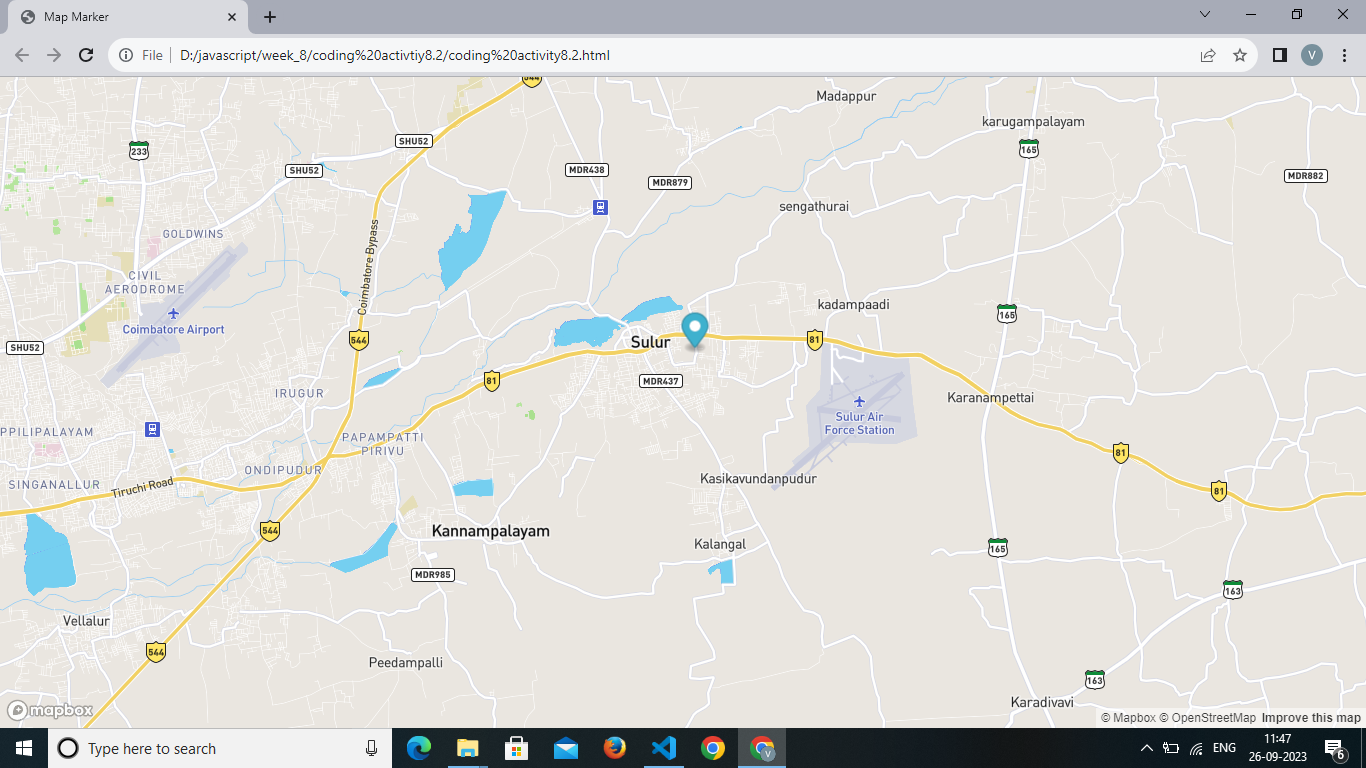 Map Marker
File
D:/javascript/week_8/coding%20activtiy8.2/coding%20activity8.2.html
V
544
Madappur
karugampalayam
SHU52
233
165
SHU52
MDR438
MDR879
MDR882
sengathurai
GOLDWINS
Coimbatore Bypass
CIVIL
AERODROME
Coimbatore Airport
kadampaadi
165
SHU52
544
Sulur
81
81
MDR437
IRUGUR
Karanampettai
Sulur Air
Force Station
PPILIPALAYAM
PAPAMPATTI
PIRIVU
81
ONDIPUDUR
SINGANALLUR
Tiruchi Road
Kasikavundanpudur
81
544
Kannampalayam
Kalangal
165
MDR985
163
Vellalur
544
Peedampalli
163
Karadivavi
mapbox
© Mapbox © OpenStreetMap Improve this map
Type here to search
V
ENG
11:47
26-09-2023
6